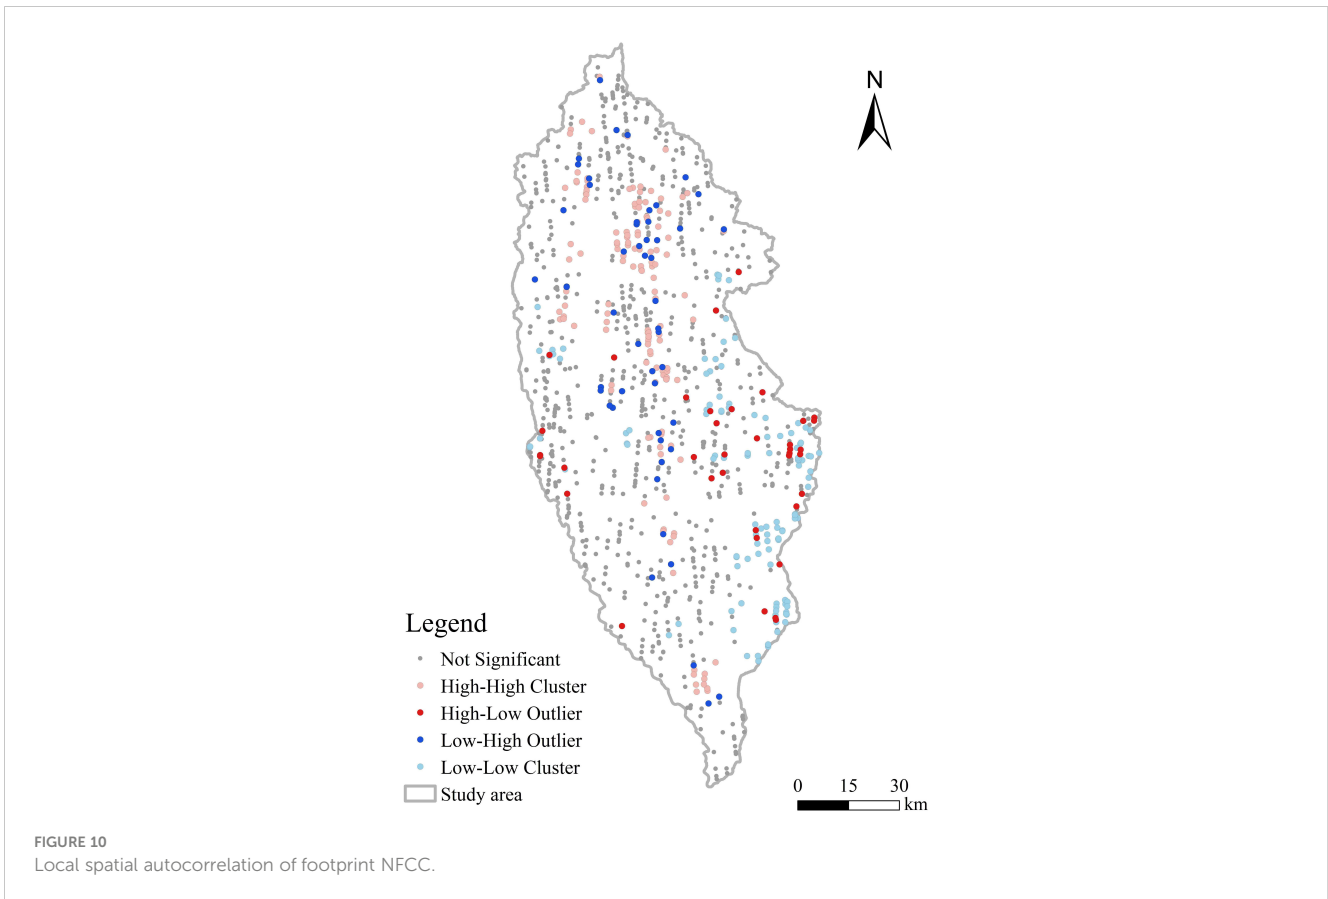 N
Legend
Not Significant
High-High Cluster
High-Low Outlier
Low-High Outlier
Low-Low Cluster
Study area
0 15 30
km
FIGURE 10
Local spatial autocorrelation of footprint NFCC.